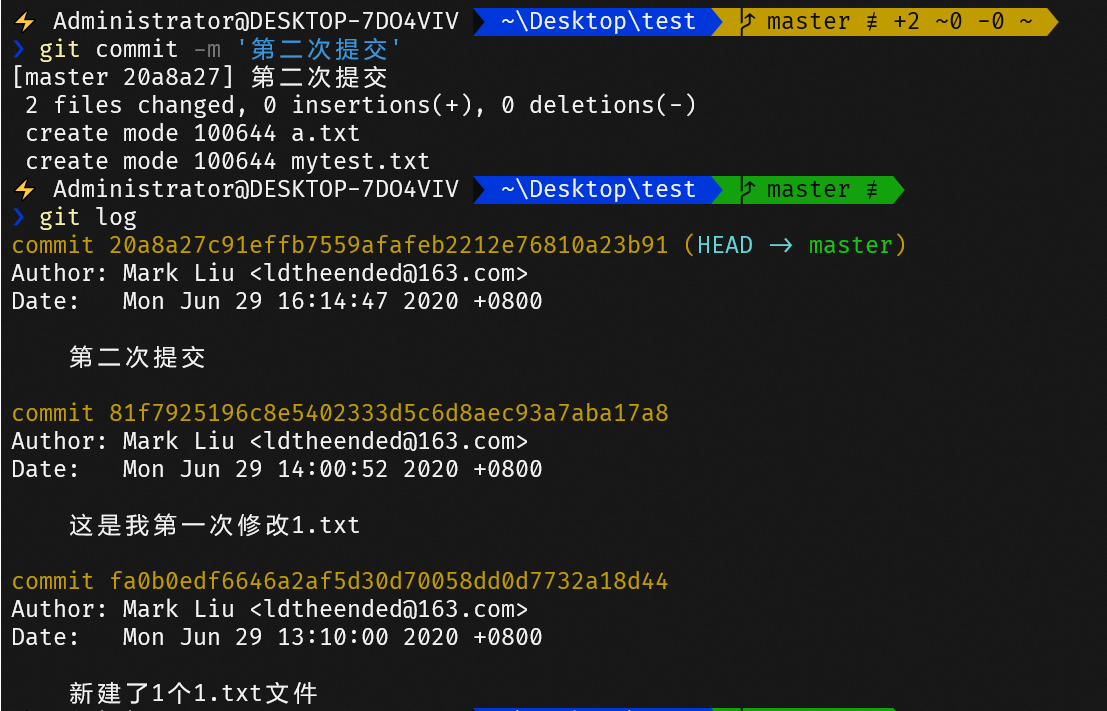 ⚡ Administrator@DESKTOP-7DO4VIV ~\Desktop\test master ≢ +2 ~0 -0 ~
❯ git commit -m '第二次提交'
[master 20a8a27] 第二次提交
2 files changed, 0 insertions(+), 0 deletions(-)
create mode 100644 a.txt
create mode 100644 mytest.txt
⚡ Administrator@DESKTOP-7DO4VIV ~\Desktop\test master ≢
❯ git log
commit 20a8a27c91effb7559afafeb2212e76810a23b91 (HEAD -> master)
Author: Mark Liu <ldtheended@163.com>
Date:   Mon Jun 29 16:14:47 2020 +0800
第二次提交
commit 81f7925196c8e5402333d5c6d8aec93a7aba17a8
Author: Mark Liu <ldtheended@163.com>
Date:   Mon Jun 29 14:00:52 2020 +0800
这是我第一次修改1.txt
commit fa0b0edf6646a2af5d30d70058dd0d7732a18d44
Author: Mark Liu <ldtheended@163.com>
Date:   Mon Jun 29 13:10:00 2020 +0800
新建了1个1.txt文件